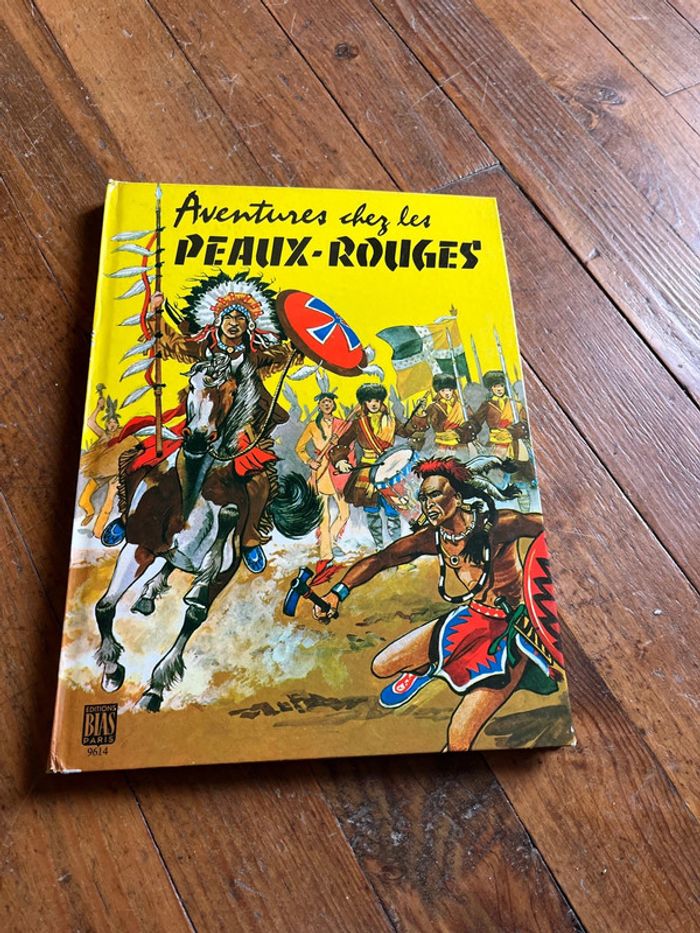 Aventures chez les
PEAUX-ROUGES
EDITIONS
BIAS
PARIS
9614